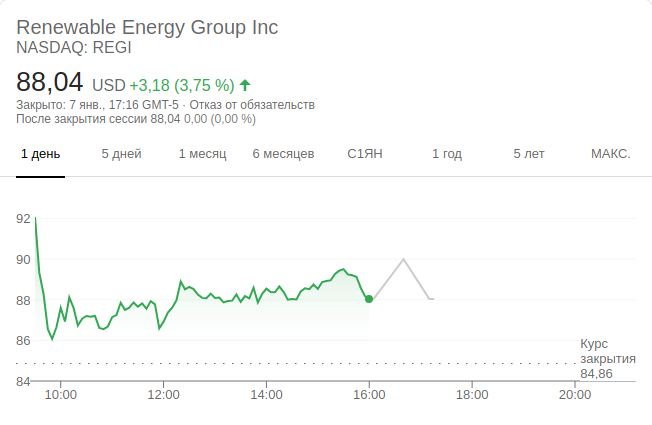 Renewable Energy Group Inc
NASDAQ: REGI
88,04 USD +3,18 (3,75 %)
Закрыто: 7 янв., 17:16 GMT-5 · Отказ от обязательств
После закрытия сессии 88,04 0,00 (0,00 %)
1 день 5 дней 1 месяц 6 месяцев С1ЯН 1 год 5 лет МАКС.
92
90
88
86
Курс
закрытия
84,86
84
10:00 12:00 14:00 16:00 18:00 20:00